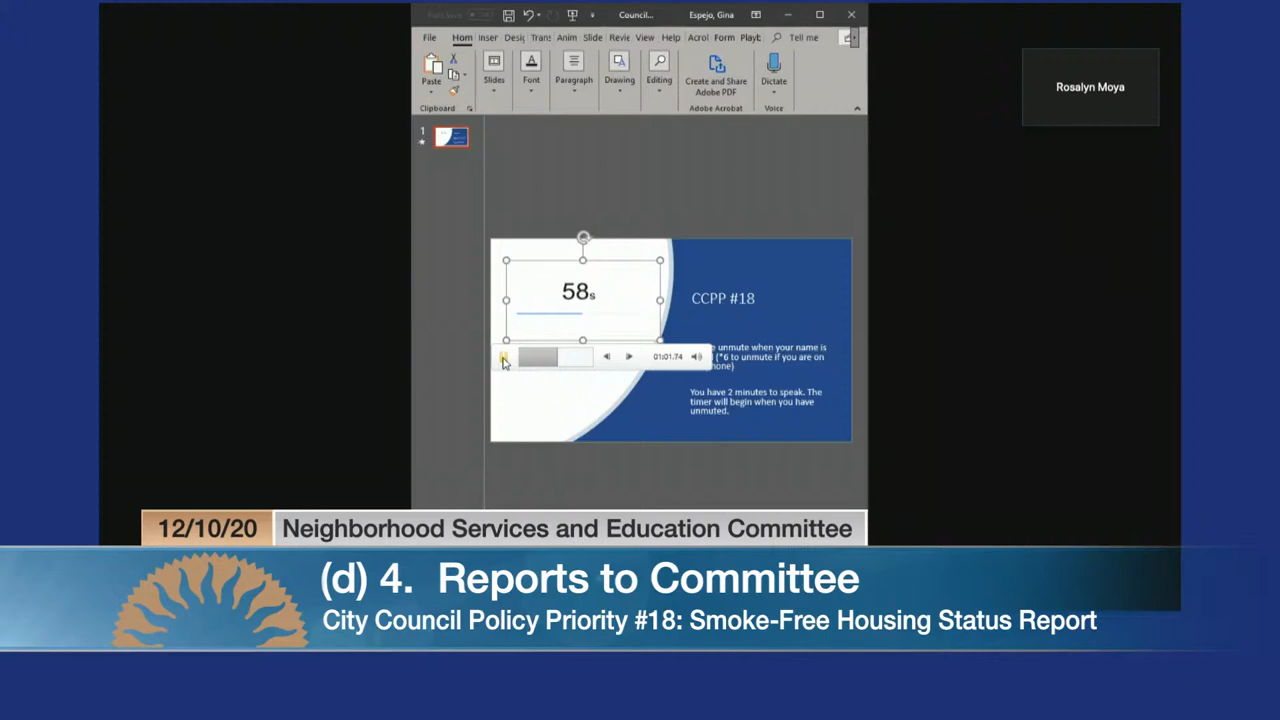 Council...
Espejo, Gina
File Hom Inser Desig Trans Anim Slide Revie View Help Acrol Form Playb Tell me
Paste
Slides
Font
Paragraph
Drawing
Editing
Create and Share
Adobe PDF
Dictate
Clipboard
Adobe Acrobat
Voice
Rosalyn Moya
1
58s
CCPP #18
unmute when your name is
(*6 to unmute if you are on
01:01.74
You have 2 minutes to speak. The
timer will begin when you have
unmuted.
12/10/20
Neighborhood Services and Education Committee
(d) 4. Reports to Committee
City Council Policy Priority #18: Smoke-Free Housing Status Report